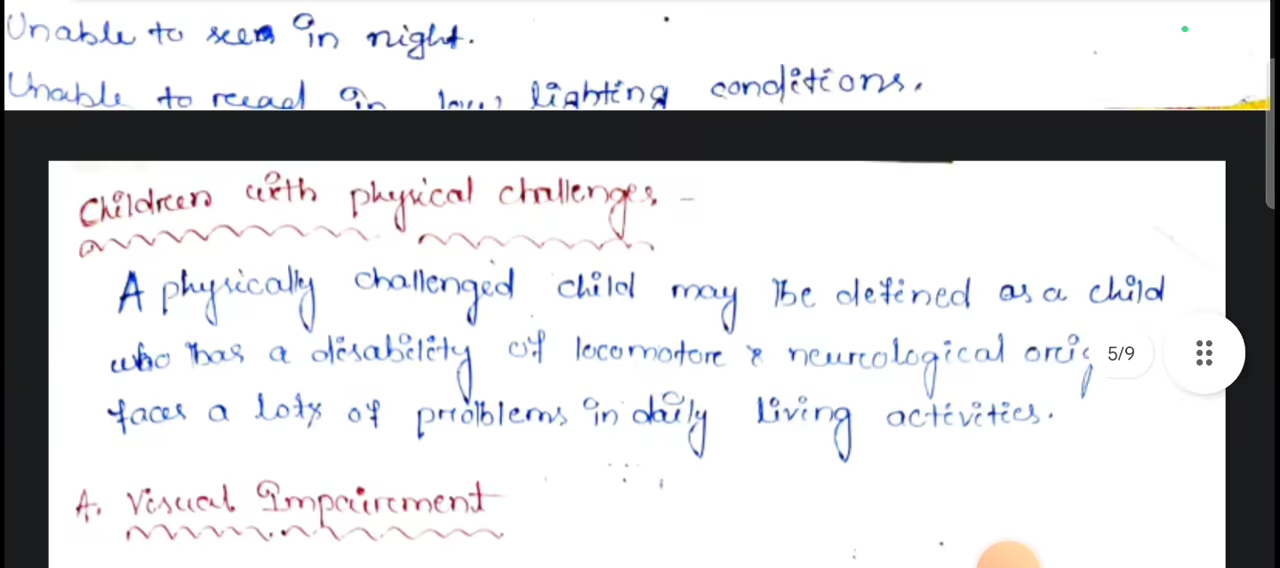 Unable to see in night.
Unable to read in low lighting conditions.
Children with physical challenges. -
A physically challenged child may be defined as a child
who has a disability of locomotore & neurological orig
faces a lots of problems in daily living activities.
A. Visual Impairement
5/9